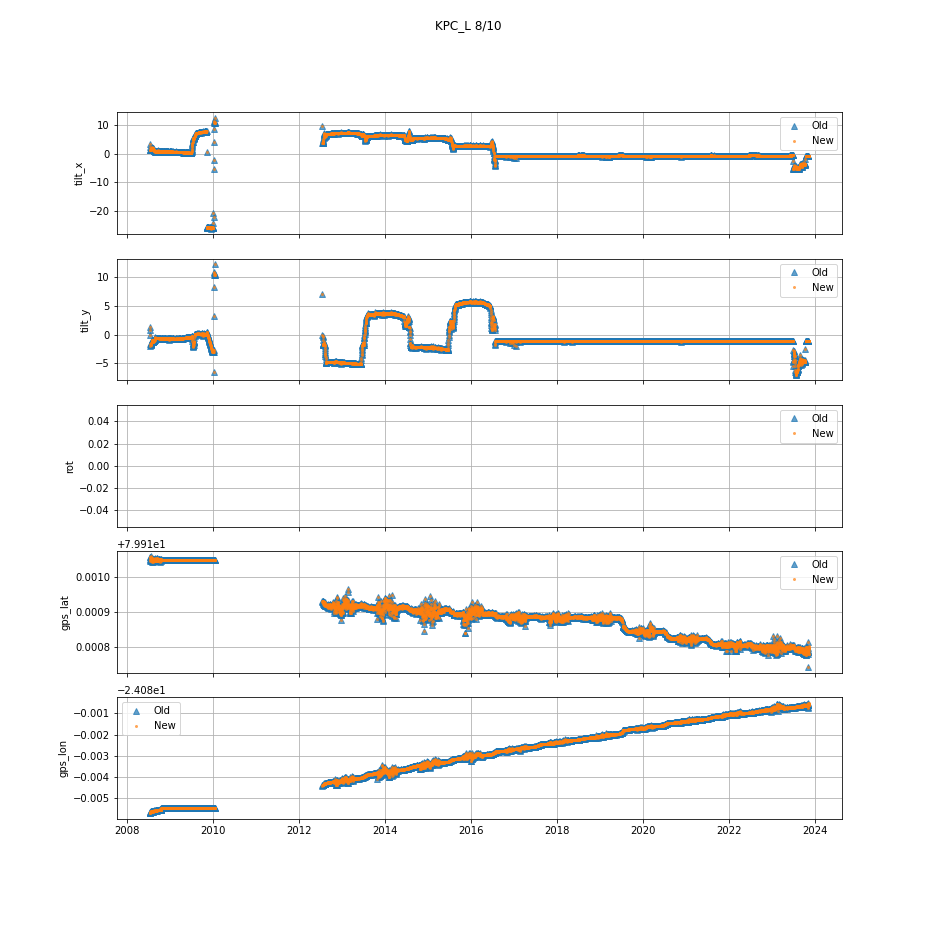 KPC_L 8/10
10
0
−10
−20
tilt_x
Old
New
10
5
0
−5
tilt_y
Old
New
0.04
0.02
0.00
−0.02
−0.04
rot
Old
New
+7.991e1
0.0010
0.0009
0.0008
gps_lat
Old
New
−2.408e1
−0.001
−0.002
−0.003
−0.004
−0.005
gps_lon
Old
New
2008 2010 2012 2014 2016 2018 2020 2022 2024